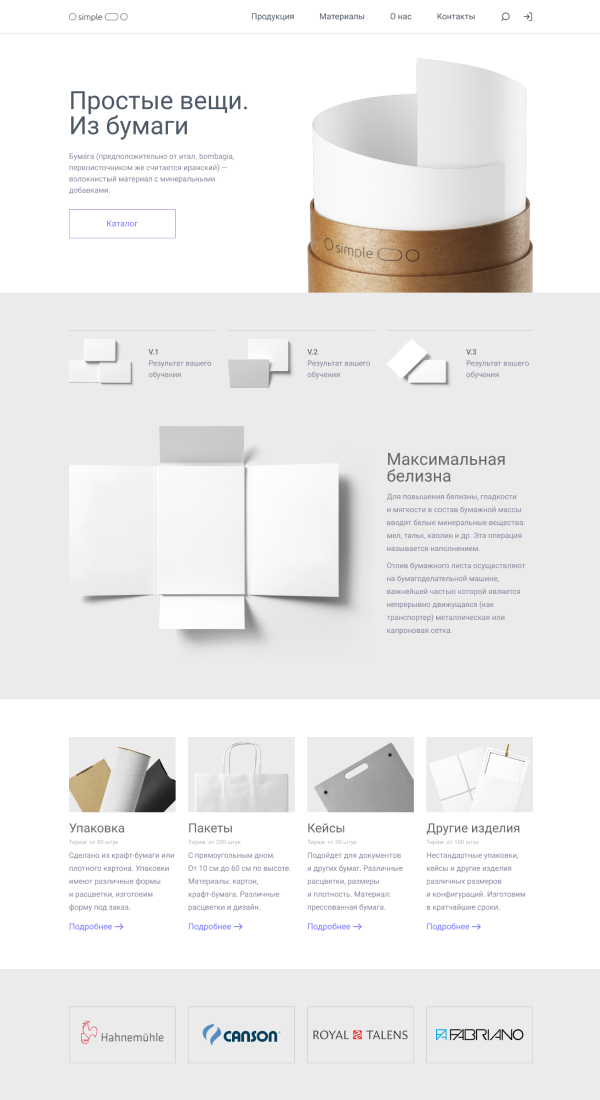 simple
Продукция
Материалы
О нас
Контакты
Простые вещи.
Из бумаги
Бума́га (предположительно от итал. bombagia,
первоисточником же считается иранский) —
волокнистый материал с минеральными
добавками.
Каталог
simple
V.1
Результат вашего
обучения
V.2
Результат вашего
обучения
V.3
Результат вашего
обучения
Максимальная
белизна
Для повышения белизны, гладкости
и мягкости в состав бумажной массы
вводят белые минеральные вещества:
мел, тальк, каолин и др. Эта операция
называется наполнением.
Отлив бумажного листа осуществляют
на бумагоделательной машине,
важнейшей частью которой является
непрерывно движущаяся (как
транспортер) металлическая или
капроновая сетка.
Упаковка
Тираж: от 50 штук
Сделано из крафт-бумаги или
плотного картона. Упаковки
имеют различные формы
и расцветки, изготовим
форму под заказ.
Подробнее
Пакеты
Тираж: от 200 штук
С прямоугольным дном.
От 10 см до 60 см по высоте.
Материалы: картон,
крафт-бумага. Различные
расцветки и дизайн.
Подробнее
Кейсы
Тираж: от 50 штук
Подойдет для документов
и других бумаг. Различные
расцветки, размеры
и плотность. Материал:
прессованная бумага.
Подробнее
Другие изделия
Тираж: от 100 штук
Нестандартные упаковки,
кейсы и другие изделия
различных размеров
и конфигураций. Изготовим
в кратчайшие сроки.
Подробнее
Hahnemühle
CANSON
ROYAL TALENS
FABRIANO